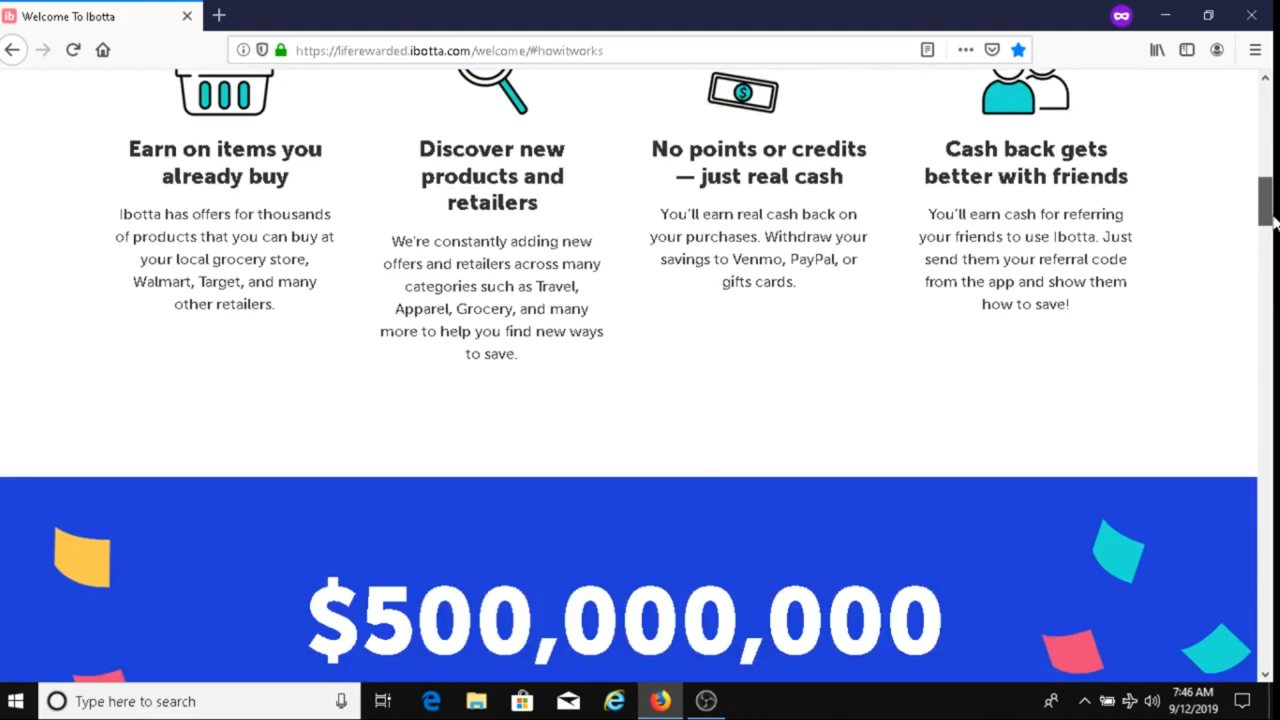 ib Welcome To Ibotta
https://liferewarded.ibotta.com/welcome/#howitworks
Earn on items you
already buy
Ibotta has offers for thousands
of products that you can buy at
your local grocery store,
Walmart, Target, and many
other retailers.
Discover new
products and
retailers
We're constantly adding new
offers and retailers across many
categories such as Travel,
Apparel, Grocery, and many
more to help you find new ways
to save.
No points or credits
— just real cash
You'll earn real cash back on
your purchases. Withdraw your
savings to Venmo, PayPal, or
gifts cards.
Cash back gets
better with friends
You'll earn cash for referring
your friends to use Ibotta. Just
send them your referral code
from the app and show them
how to save!
$500,000,000
Type here to search
7:46 AM
9/12/2019